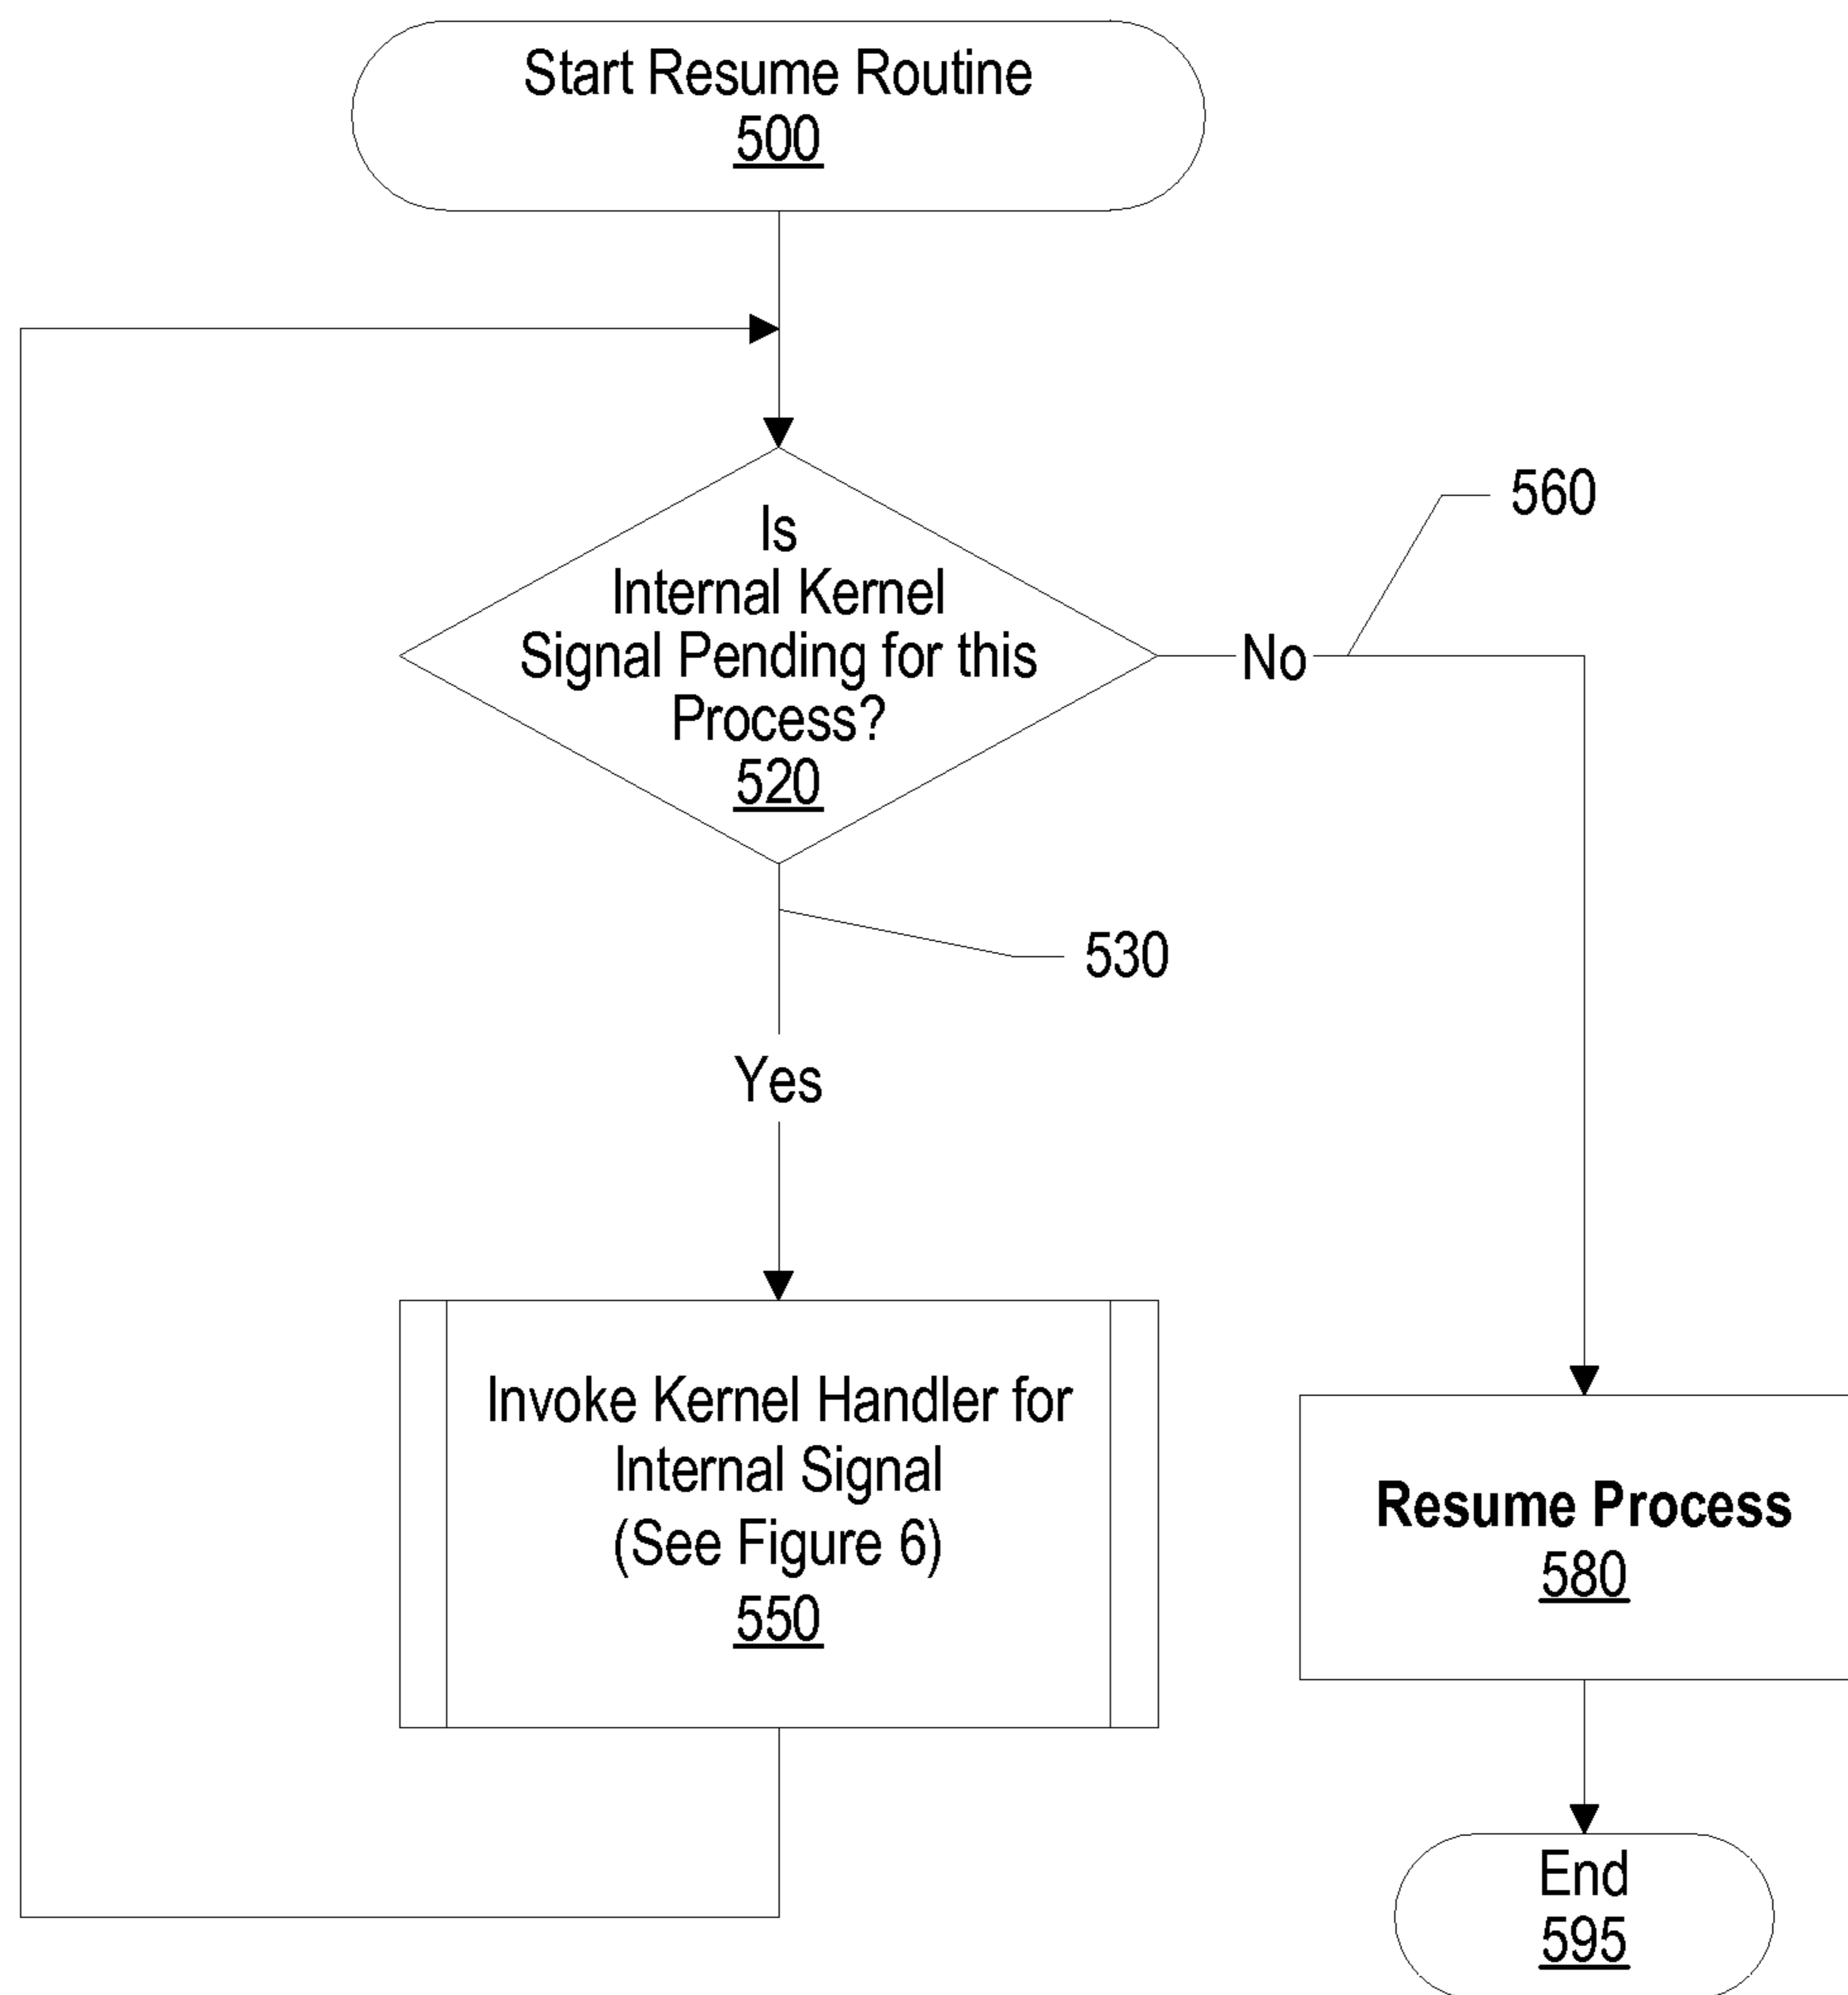 Start Resume Routine
500
Is
Internal Kernel
Signal Pending for this
Process?
520
No
560
530
Yes
Invoke Kernel Handler for
Internal Signal
(See Figure 6)
550
Resume Process
580
End
595